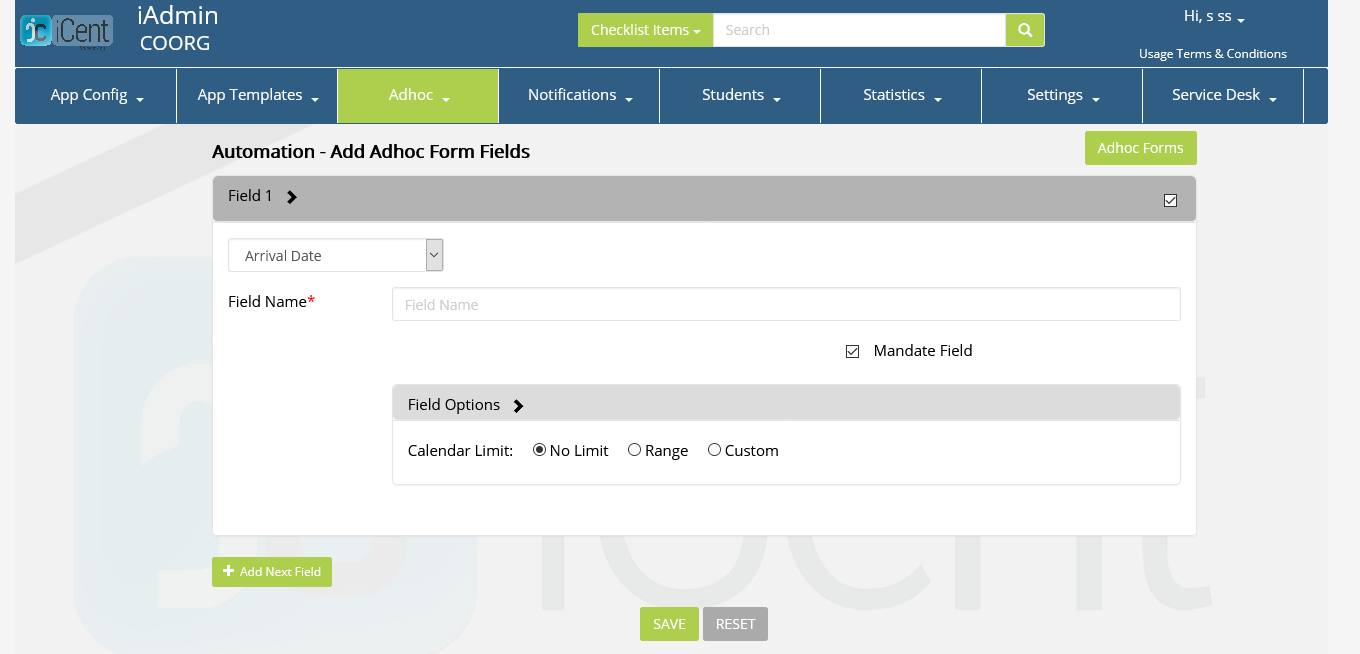 iCent
iAdmin
COORG
Checklist Items
Search
Hi, s ss
Usage Terms & Conditions
App Config
App Templates
Adhoc
Notifications
Students
Statistics
Settings
Service Desk
Automation - Add Adhoc Form Fields
Adhoc Forms
Field 1
Arrival Date
Field Name*
Field Name
Mandate Field
Field Options
Calendar Limit: No Limit Range Custom
Add Next Field
SAVE RESET